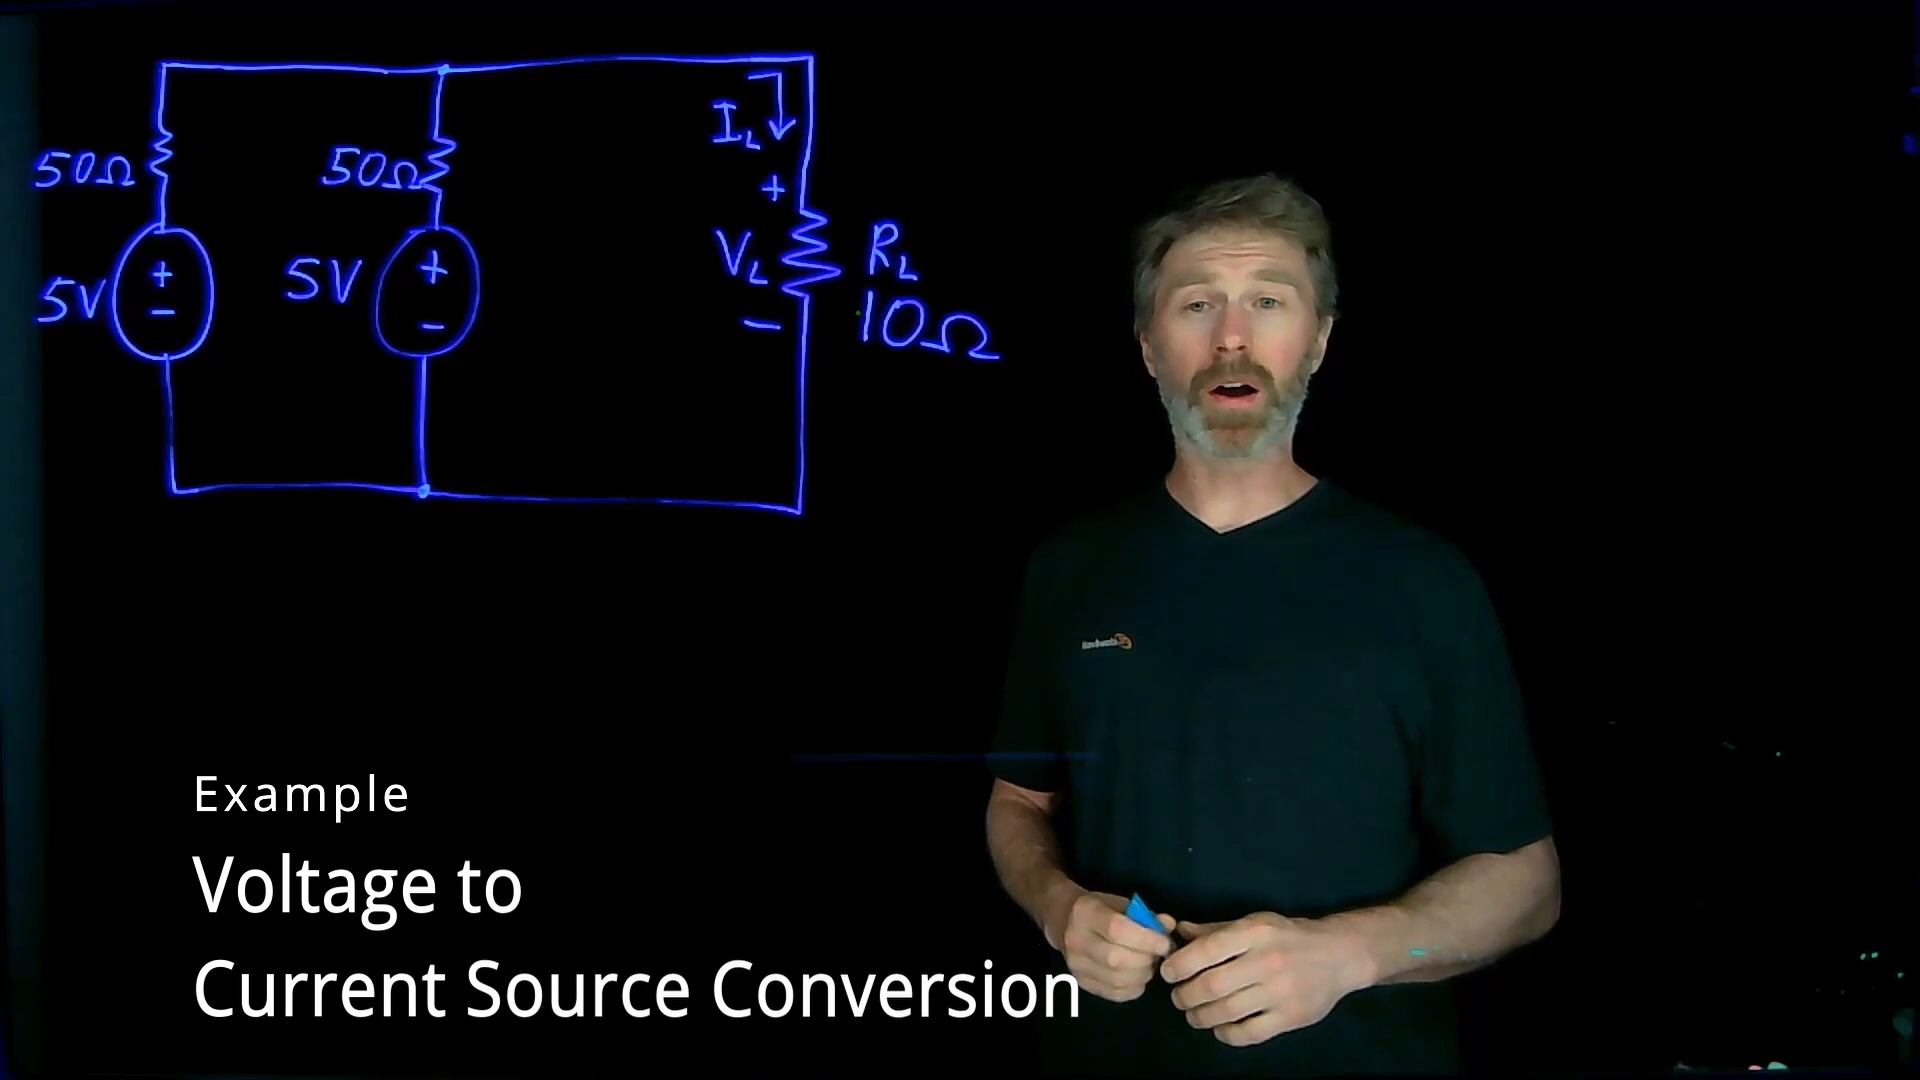 50Ω
5V
50Ω
5V
I_L
+
V_L
−
R_L
10Ω
+
−
+
−
Example
Voltage to
Current Source Conversion